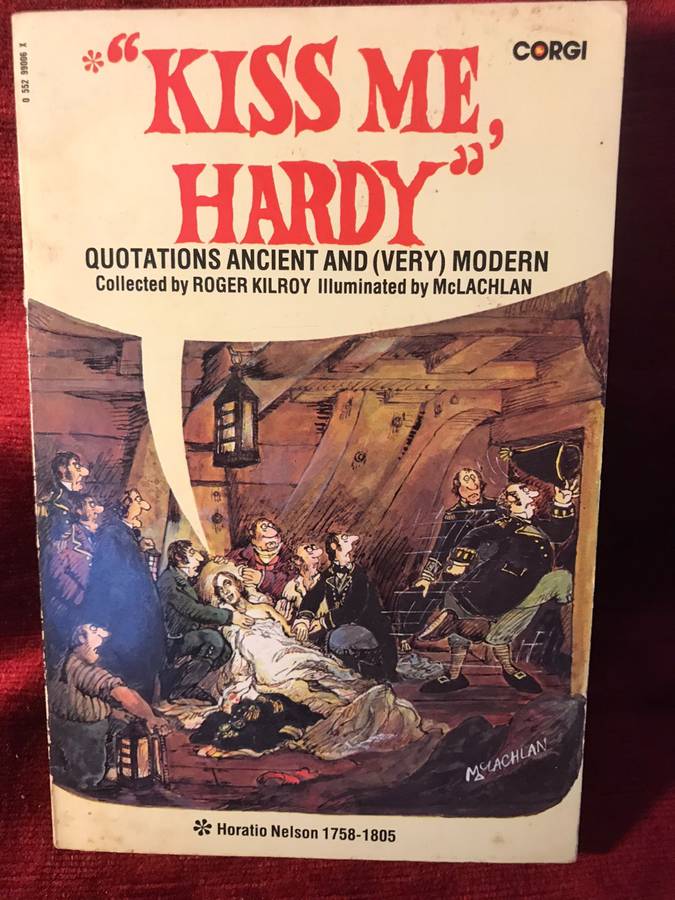 0 552 99006 X
CORGI
*"KISS ME,
HARDY"
QUOTATIONS ANCIENT AND (VERY) MODERN
Collected by ROGER KILROY Illuminated by McLACHLAN
McLACHLAN
* Horatio Nelson 1758-1805